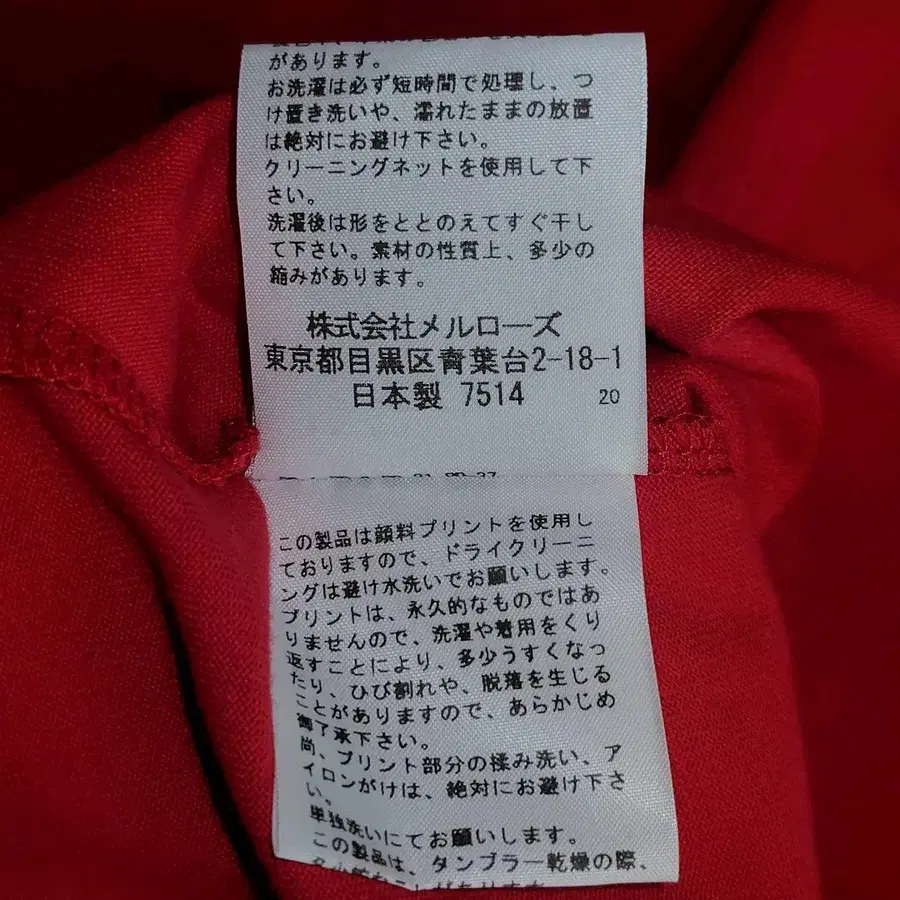 があります。
お洗濯は必ず短時間で処理し、つ
け置き洗いや、濡れたままの放置
は絶対にお避け下さい。
クリーニングネットを使用して下
さい。
洗濯後は形をととのえてすぐ干し
て下さい。素材の性質上、多少の
縮みがあります。
株式会社メルローズ
東京都目黒区青葉台2-18-1
日本製 7514 20
この製品は顔料プリントを使用し
ておりますので、ドライクリーニ
ングは避け水洗いでお願いします。
プリントは、永久的なものではあ
りませんので、洗濯や着用をくり
返すことにより、多少うすくなっ
たり、ひび割れや、脱落を生じる
ことがありますので、あらかじめ
御了承下さい。
尚、プリント部分の揉み洗い、ア
イロンがけは、絶対にお避け下さ
い。
単独洗いにてお願いします。
この製品は、タンブラー乾燥の際、